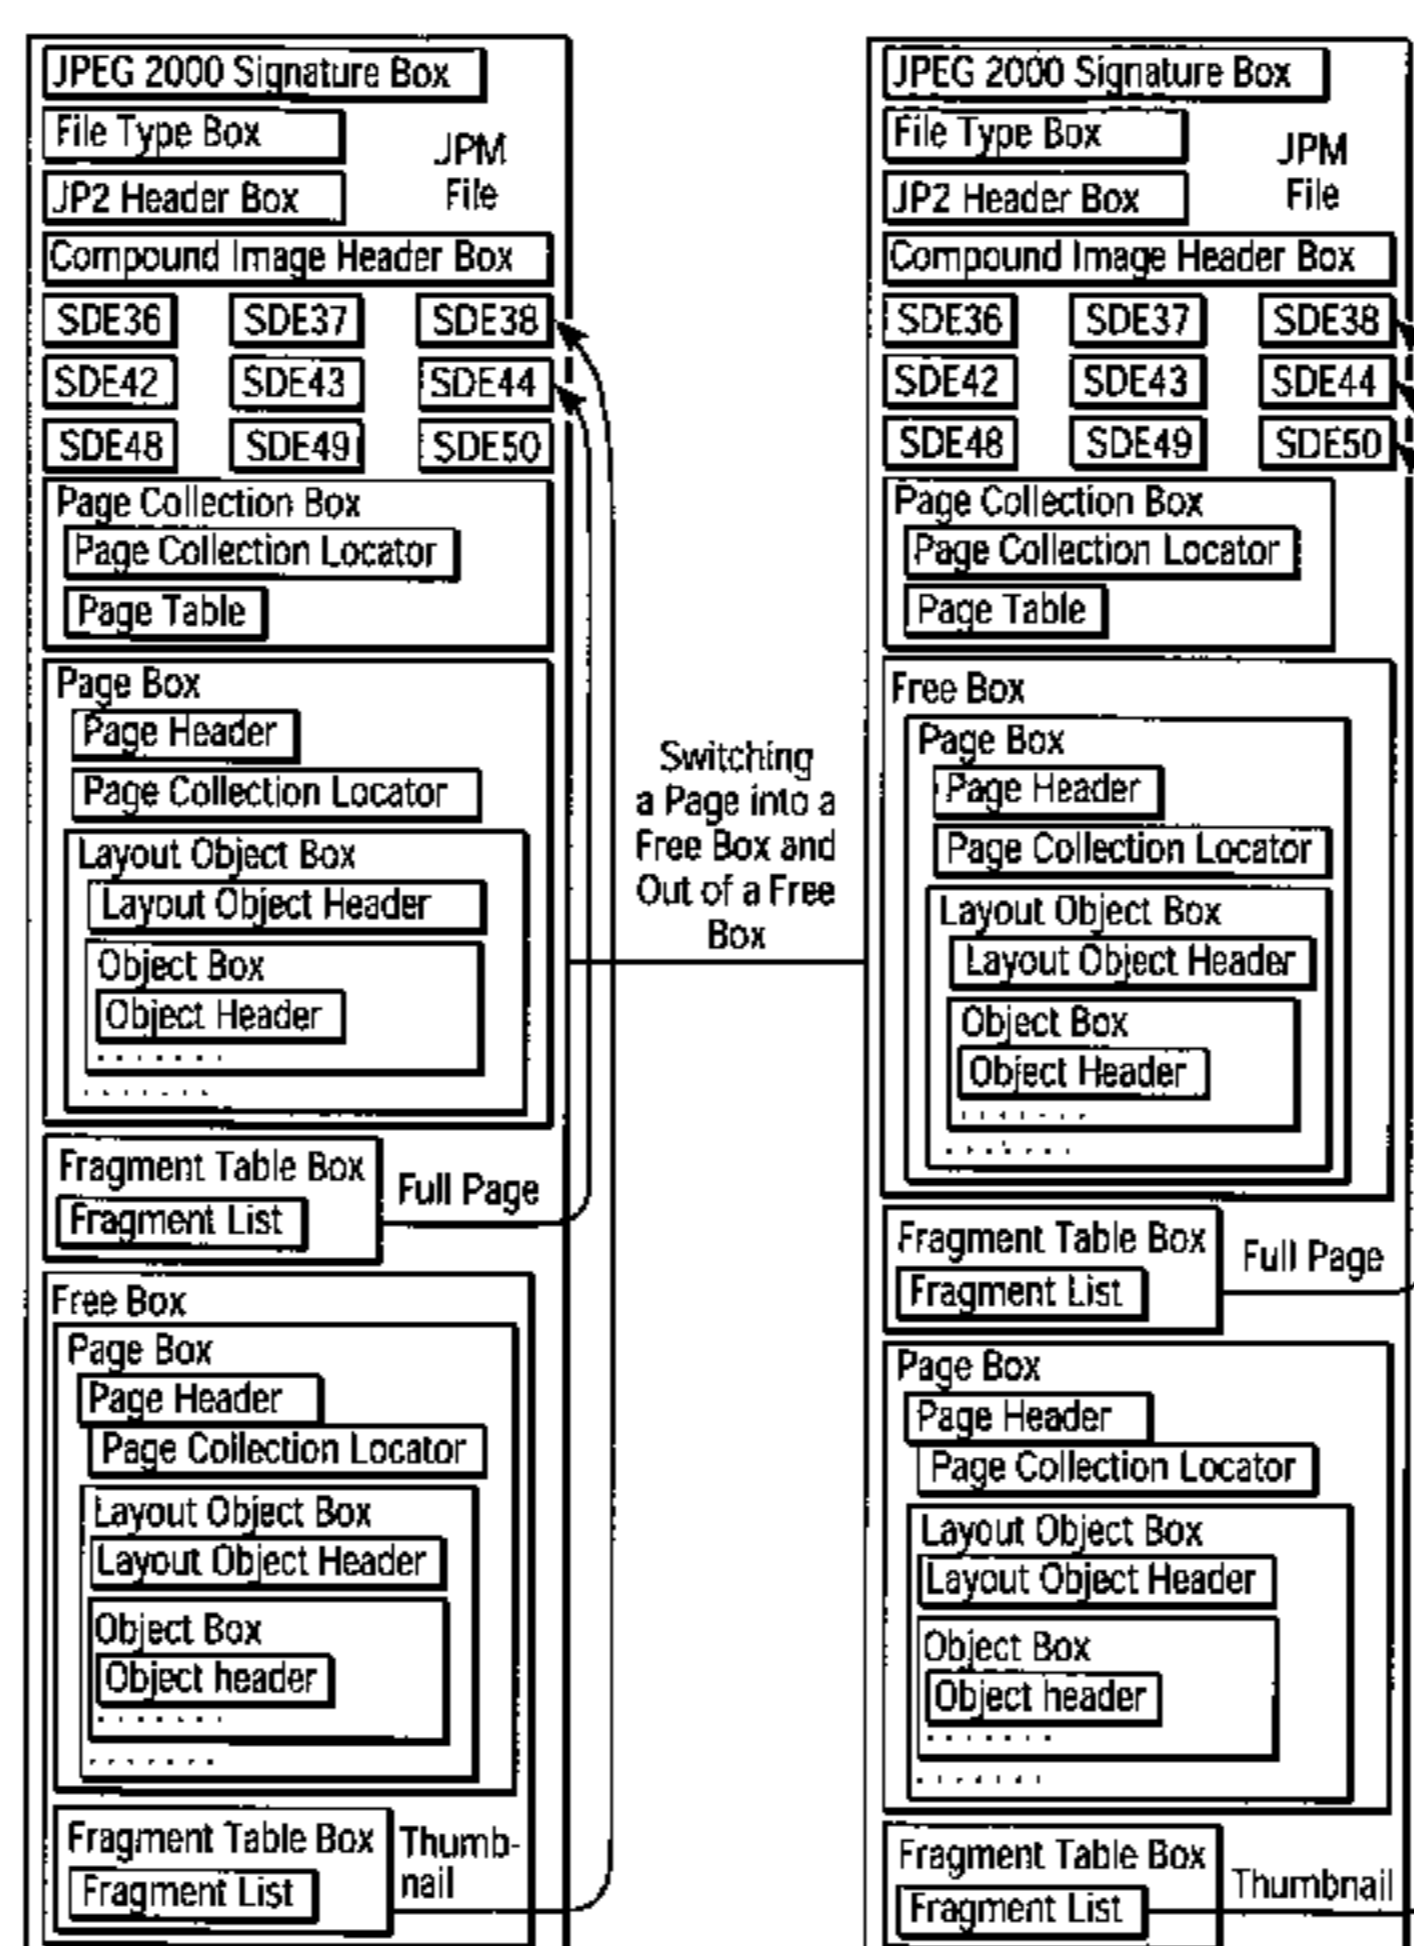 JPEG 2000 Signature Box
File Type Box
JPM
File
JP2 Header Box
Compound Image Header Box
SDE36 SDE37 SDE38
SDE42 SDE43 SDE44
SDE48 SDE49 SDE50
Page Collection Box
Page Collection Locator
Page Table
Page Box
Page Header
Page Collection Locator
Layout Object Box
Layout Object Header
Object Box
Object Header
.......
.......
Fragment Table Box
Fragment List
Full Page
Free Box
Page Box
Page Header
Page Collection Locator
Layout Object Box
Layout Object Header
Object Box
Object header
.......
.......
Fragment Table Box
Fragment List
Thumb-
nail
Switching
a Page into a
Free Box and
Out of a Free
Box
JPEG 2000 Signature Box
File Type Box
JPM
File
JP2 Header Box
Compound Image Header Box
SDE36 SDE37 SDE38
SDE42 SDE43 SDE44
SDE48 SDE49 SDE50
Page Collection Box
Page Collection Locator
Page Table
Free Box
Page Box
Page Header
Page Collection Locator
Layout Object Box
Layout Object Header
Object Box
Object Header
.......
.......
Fragment Table Box
Fragment List
Full Page
Page Box
Page Header
Page Collection Locator
Layout Object Box
Layout Object Header
Object Box
Object header
.......
.......
Fragment Table Box
Fragment List
Thumbnail